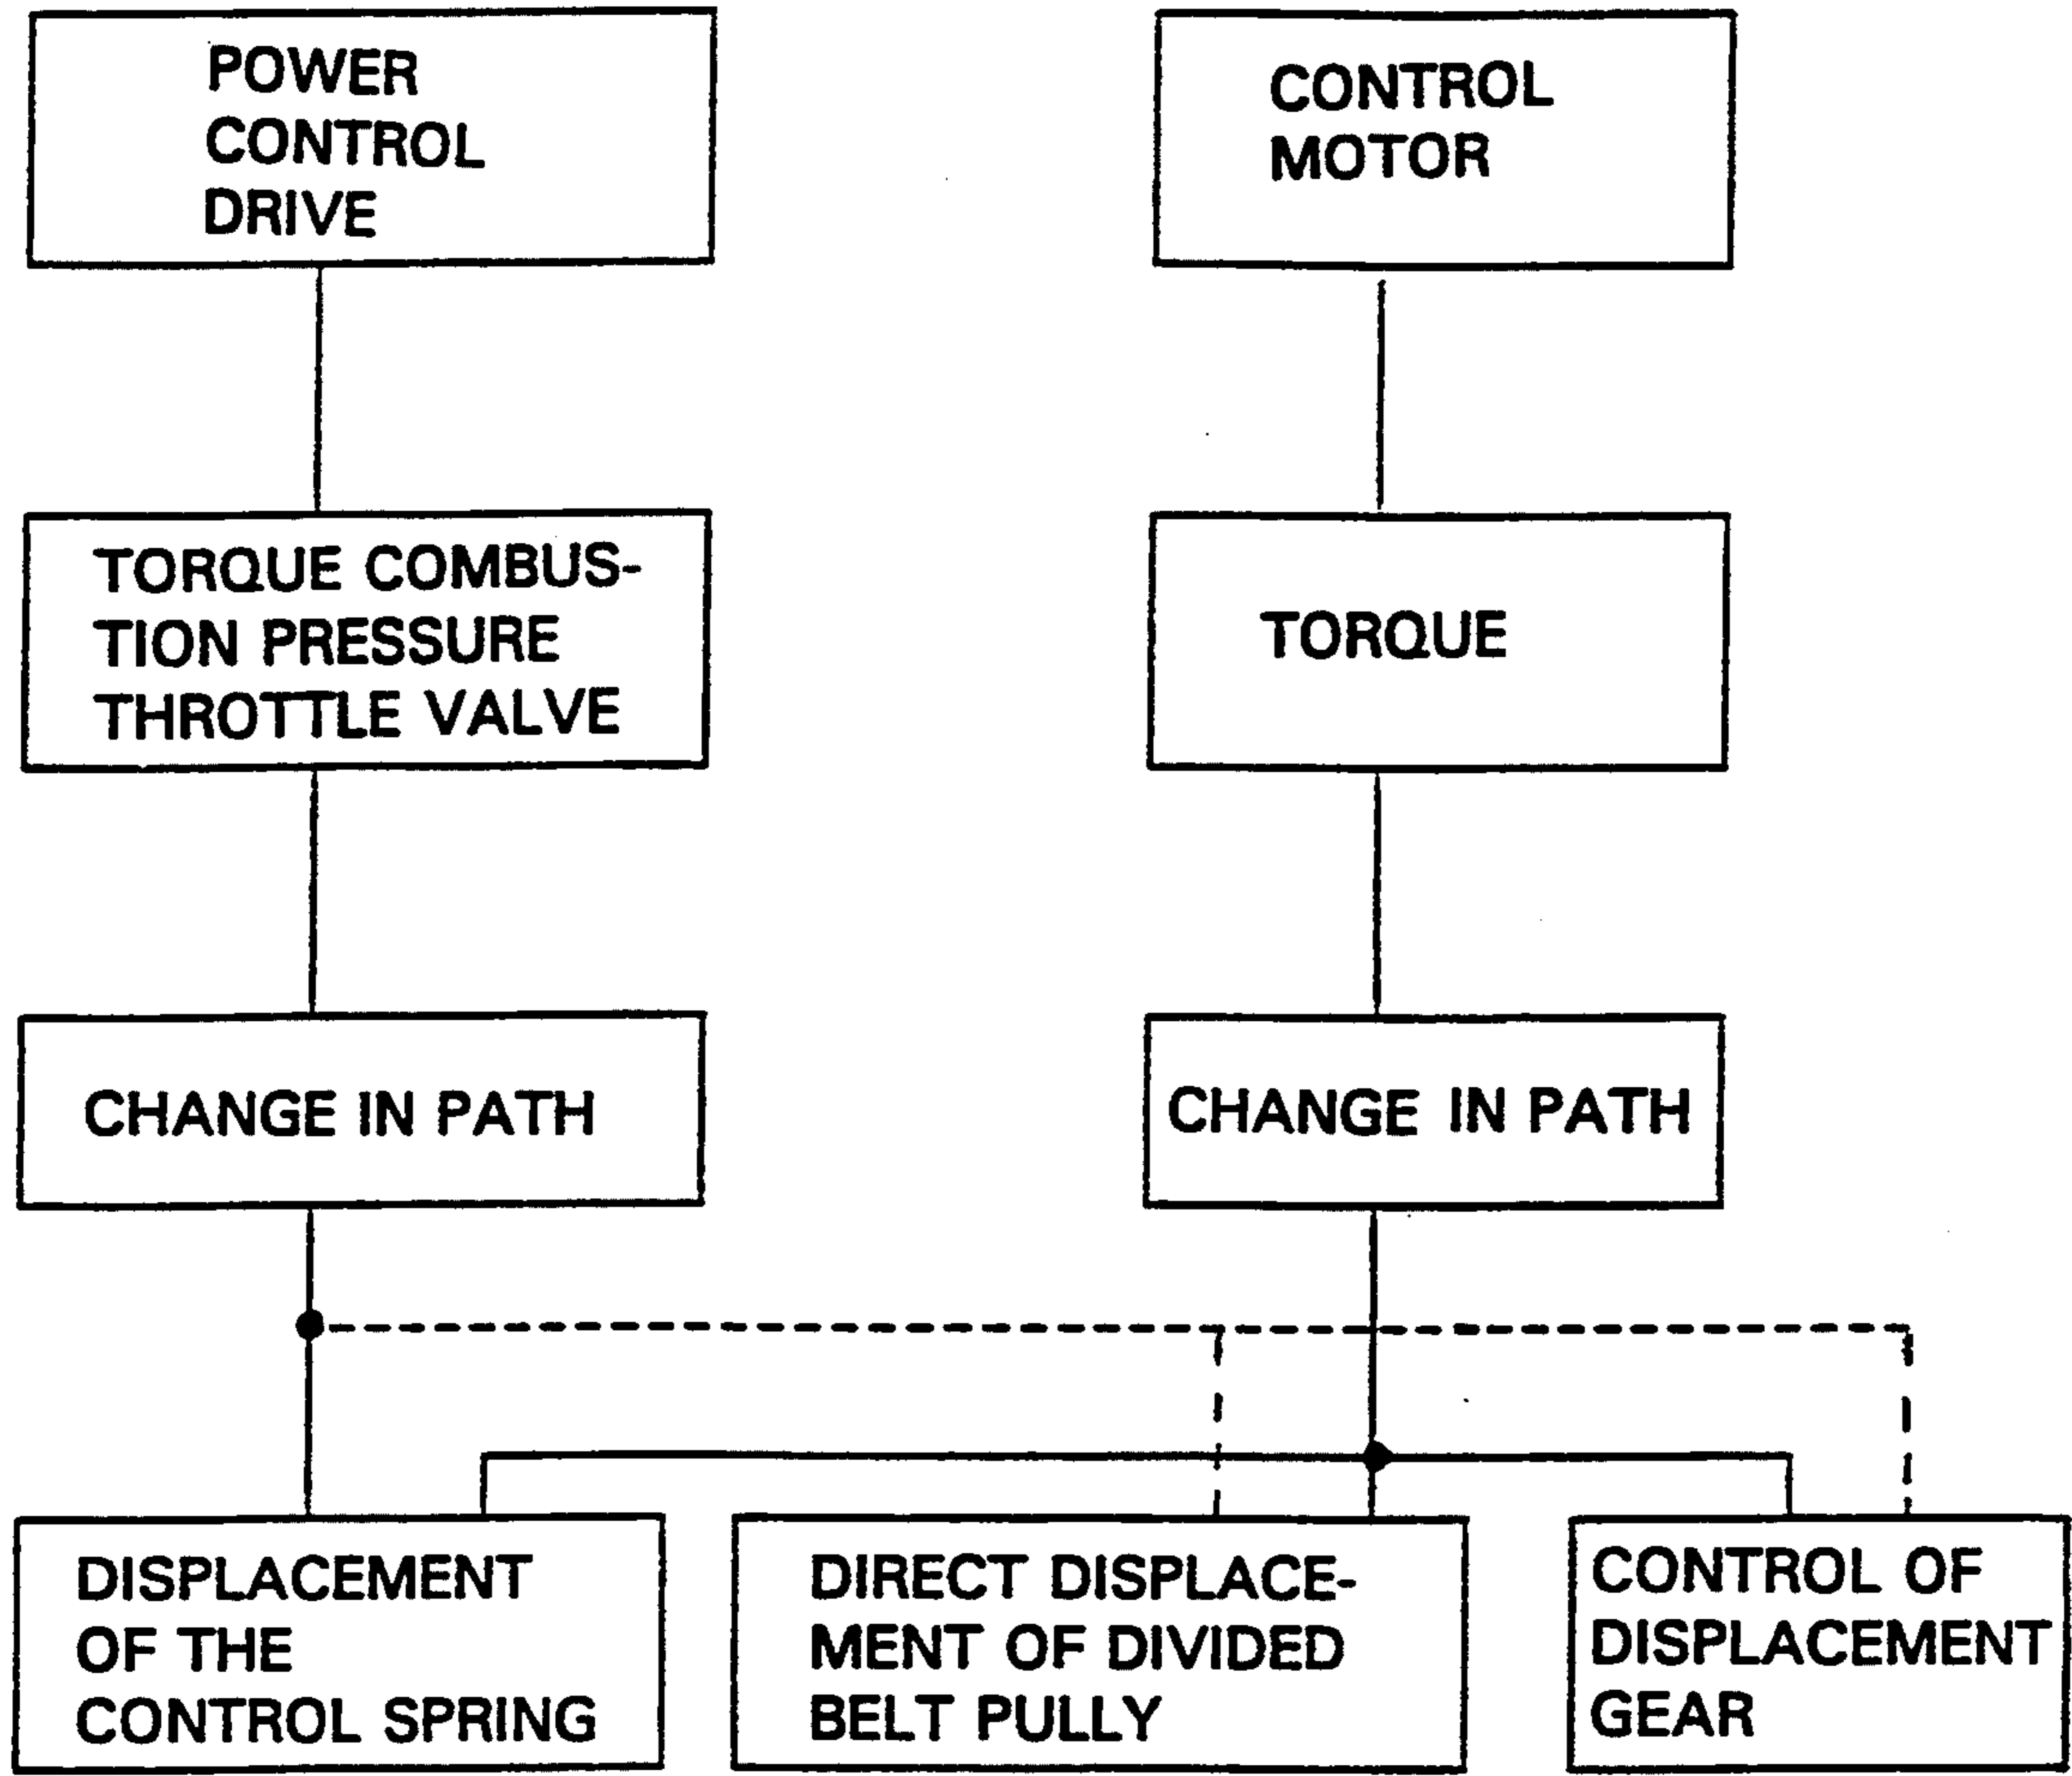 POWER
CONTROL
DRIVE
CONTROL
MOTOR
TORQUE COMBUS-
TION PRESSURE
THROTTLE VALVE
TORQUE
CHANGE IN PATH
CHANGE IN PATH
DISPLACEMENT
OF THE
CONTROL SPRING
DIRECT DISPLACE-
MENT OF DIVIDED
BELT PULLY
CONTROL OF
DISPLACEMENT
GEAR